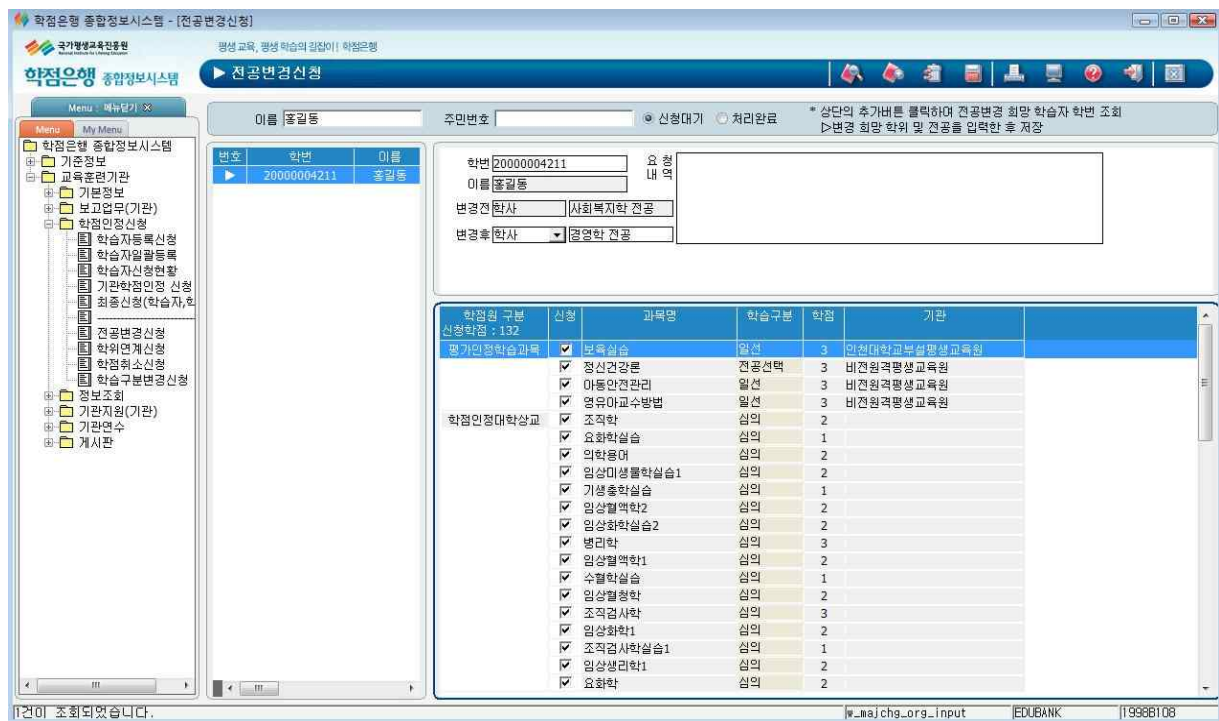 학점은행 종합정보시스템 - [전공변경신청]
국가평생교육진흥원
National Institute for Lifelong Education
평생 교육, 평생 학습의 길잡이! 학점은행
학점은행 종합정보시스템
▶ 전공변경신청
Menu : 메뉴닫기
Menu My Menu
이름 홍길동 주민번호 신청대기 처리완료
* 상단의 추가버튼 클릭하며 전공변경 희망 학습자 학번 조회
▷변경 희망 학위 및 전공을 입력한 후 저장
학점은행 종합정보시스템
기준정보
교육훈련기관
기본정보
보고업무(기관)
학점인정신청
학습자등록신청
학습자일괄등록
학습자신청현황
기관학점인정 신청
최종신청(학습자,학
--------------------
전공변경신청
학위연계신청
학점취소신청
학습구분변경신청
정보조회
기관지원(기관)
기관연수
게시판
번호 학번 이름
▶ 20000004211 홍길동
학번 20000004211
이름 홍길동
변경전 학사 사회복지학 전공
변경후 학사 경영학 전공
요 청
내 역
학점원 구분 신청 과목명 학습구분 학점 기관
신청학점 : 132
평가인정학습과목 보육실습 일선 3 인천대학교부설평생교육원
정신건강론 전공선택 3 비전원격평생교육원
아동안전관리 일선 3 비전원격평생교육원
영유아교수방법 일선 3 비전원격평생교육원
학점인정대학상교 조직학 심의 2
요화학실습 심의 1
의학용어 심의 2
임상미생물학실습1 심의 2
기생충학실습 심의 1
임상혈액학2 심의 2
임상화학실습2 심의 2
병리학 심의 3
임상혈액학1 심의 2
수혈학실습 심의 1
임상혈청학 심의 2
조직검사학 심의 3
임상화학1 심의 2
조직검사학실습1 심의 1
임상생리학1 심의 2
요화학 심의 2
1건이 조회되었습니다.
w_majchg_org_input EDUBANK 1998B108